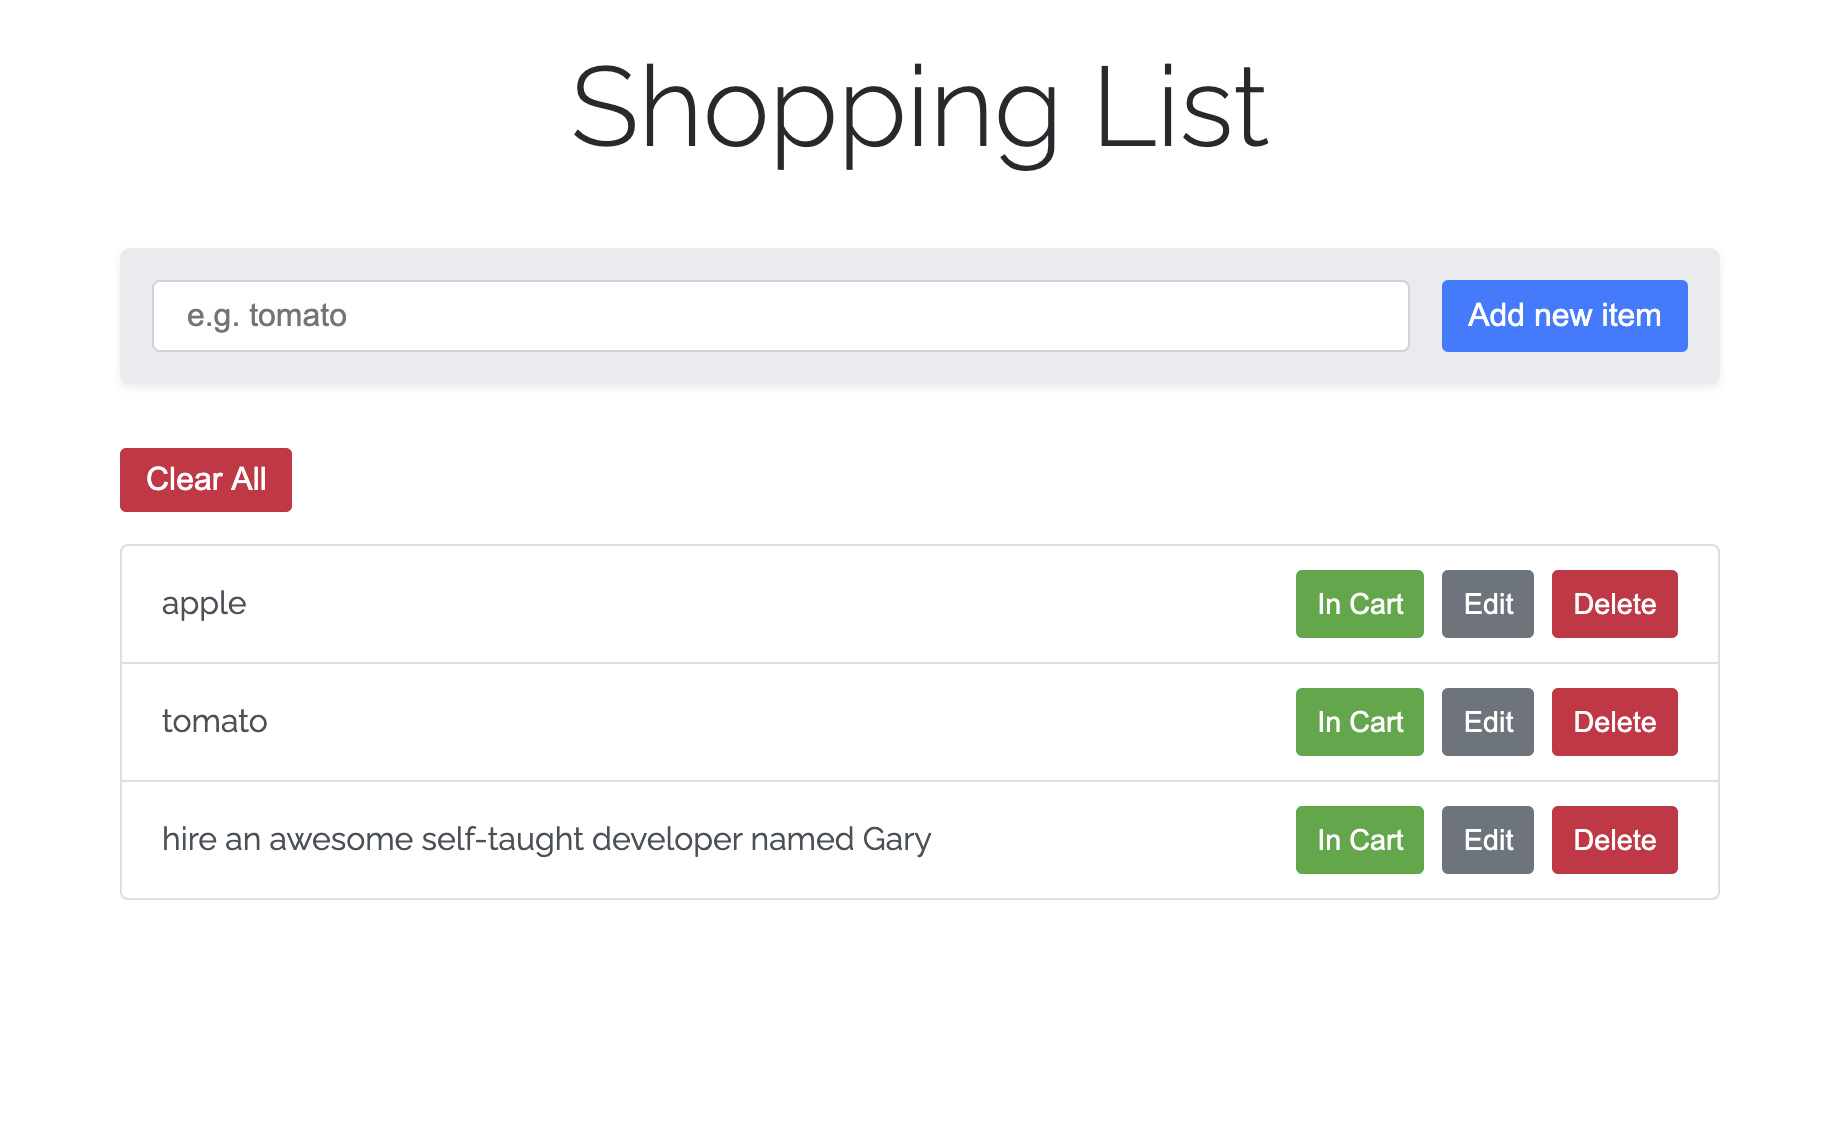 Shopping List
e.g. tomato
Add new item
Clear All
apple In Cart Edit Delete
tomato In Cart Edit Delete
hire an awesome self-taught developer named Gary In Cart Edit Delete